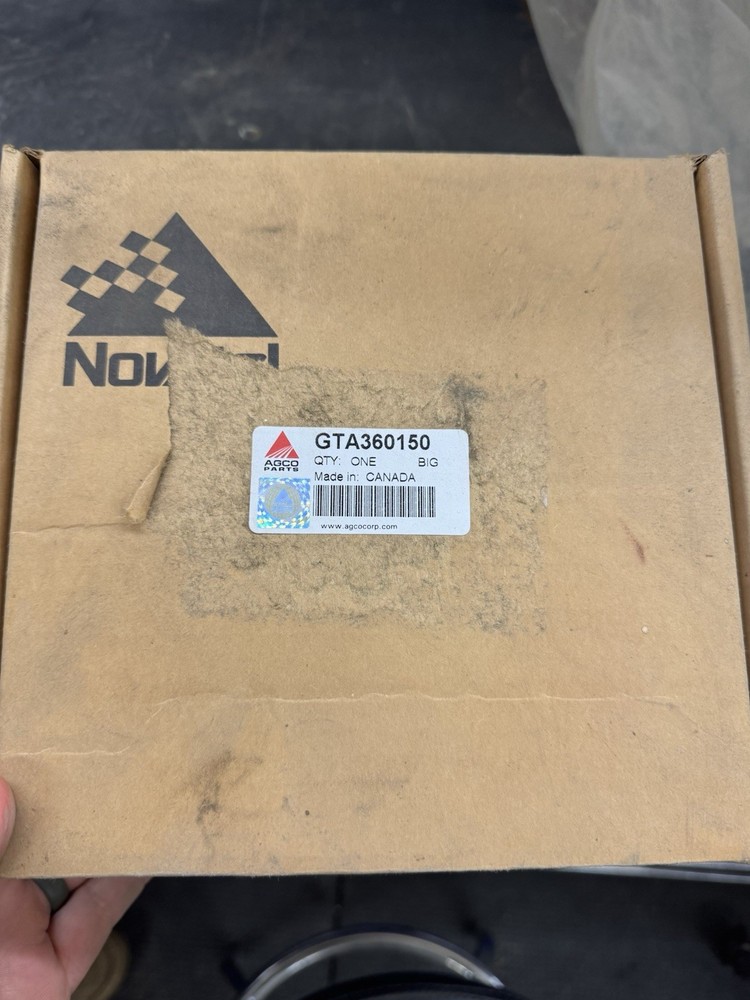 GTA360150
AGCO
PARTS
QTY: ONE BIG
Made in: CANADA
www.agcocorp.com